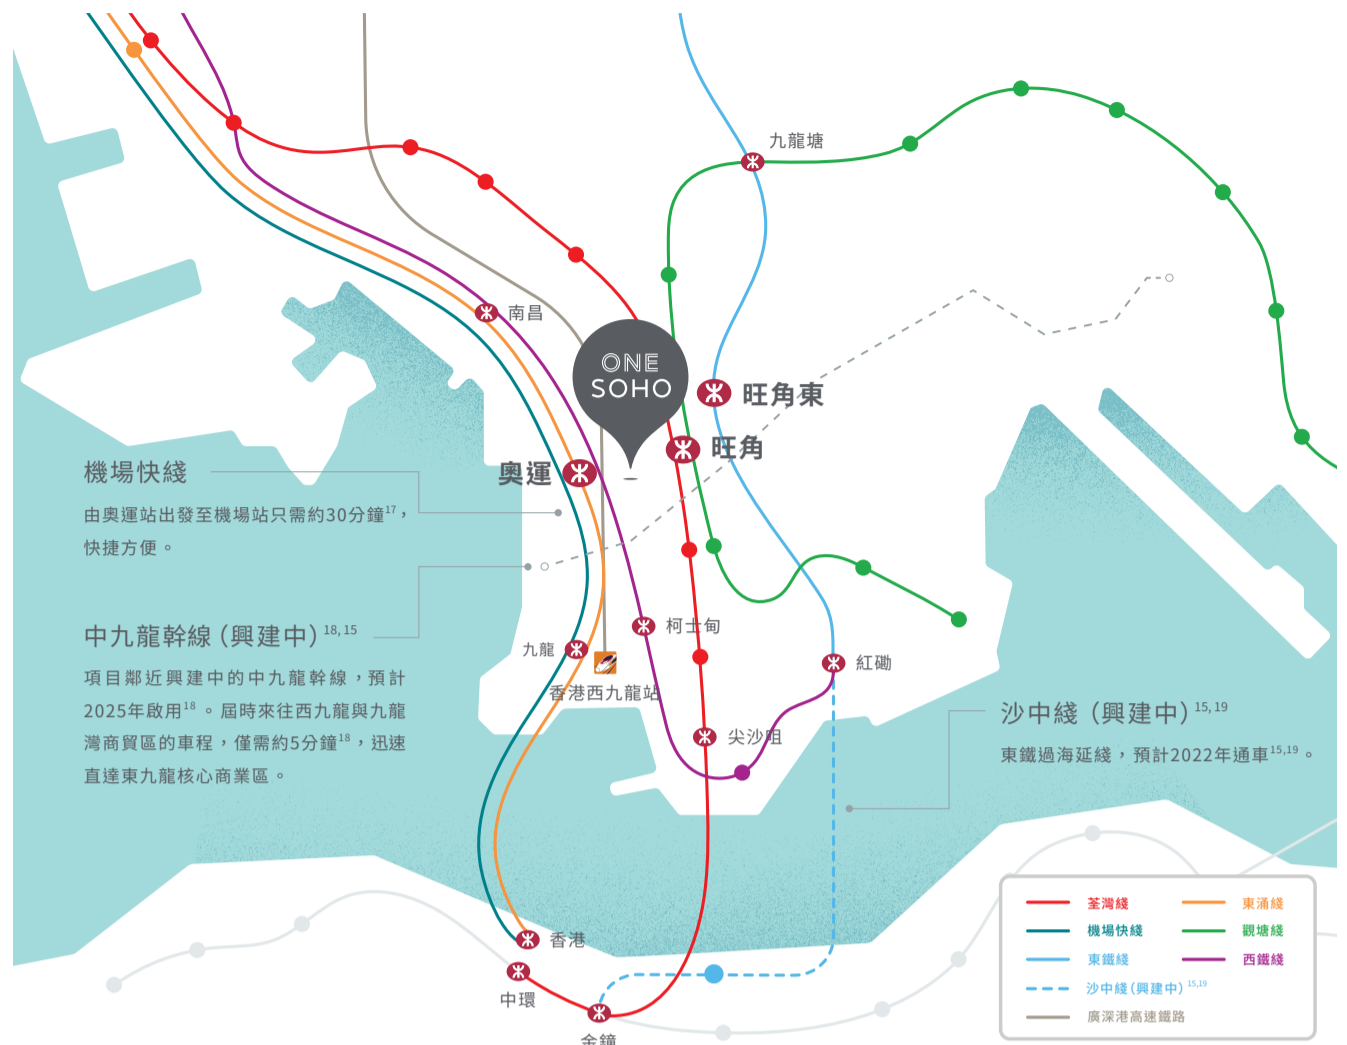 九龍塘
南昌
ONE
SOHO
旺角東
旺角
奧運
機場快綫
由奧運站出發至機場站只需約30分鐘17，
快捷方便。
中九龍幹線（興建中）18,15
項目鄰近興建中的中九龍幹線，預計
2025年啟用18。屆時來往西九龍與九龍
灣商貿區的車程，僅需約5分鐘18，迅速
直達東九龍核心商業區。
柯士甸
九龍
香港西九龍站
紅磡
尖沙咀
沙中綫（興建中）15,19
東鐵過海延綫，預計2022年通車15,19。
香港
中環
金鐘
荃灣綫
東涌綫
機場快綫
觀塘綫
東鐵綫
西鐵綫
沙中綫（興建中）15,19
廣深港高速鐵路